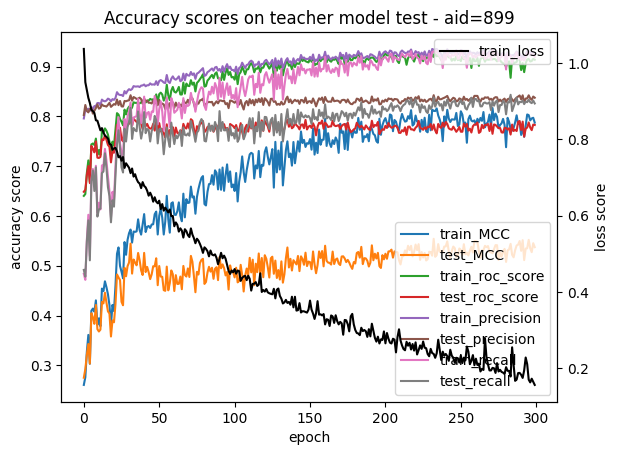 Accuracy scores on teacher model test - aid=899
train_loss
0.9
0.8
0.7
0.6
0.5
0.4
0.3
accuracy score
1.0
0.8
0.6
0.4
0.2
loss score
train_MCC
test_MCC
train_roc_score
test_roc_score
train_precision
test_precision
train_recall
test_recall
0
50
100
150
200
250
300
epoch